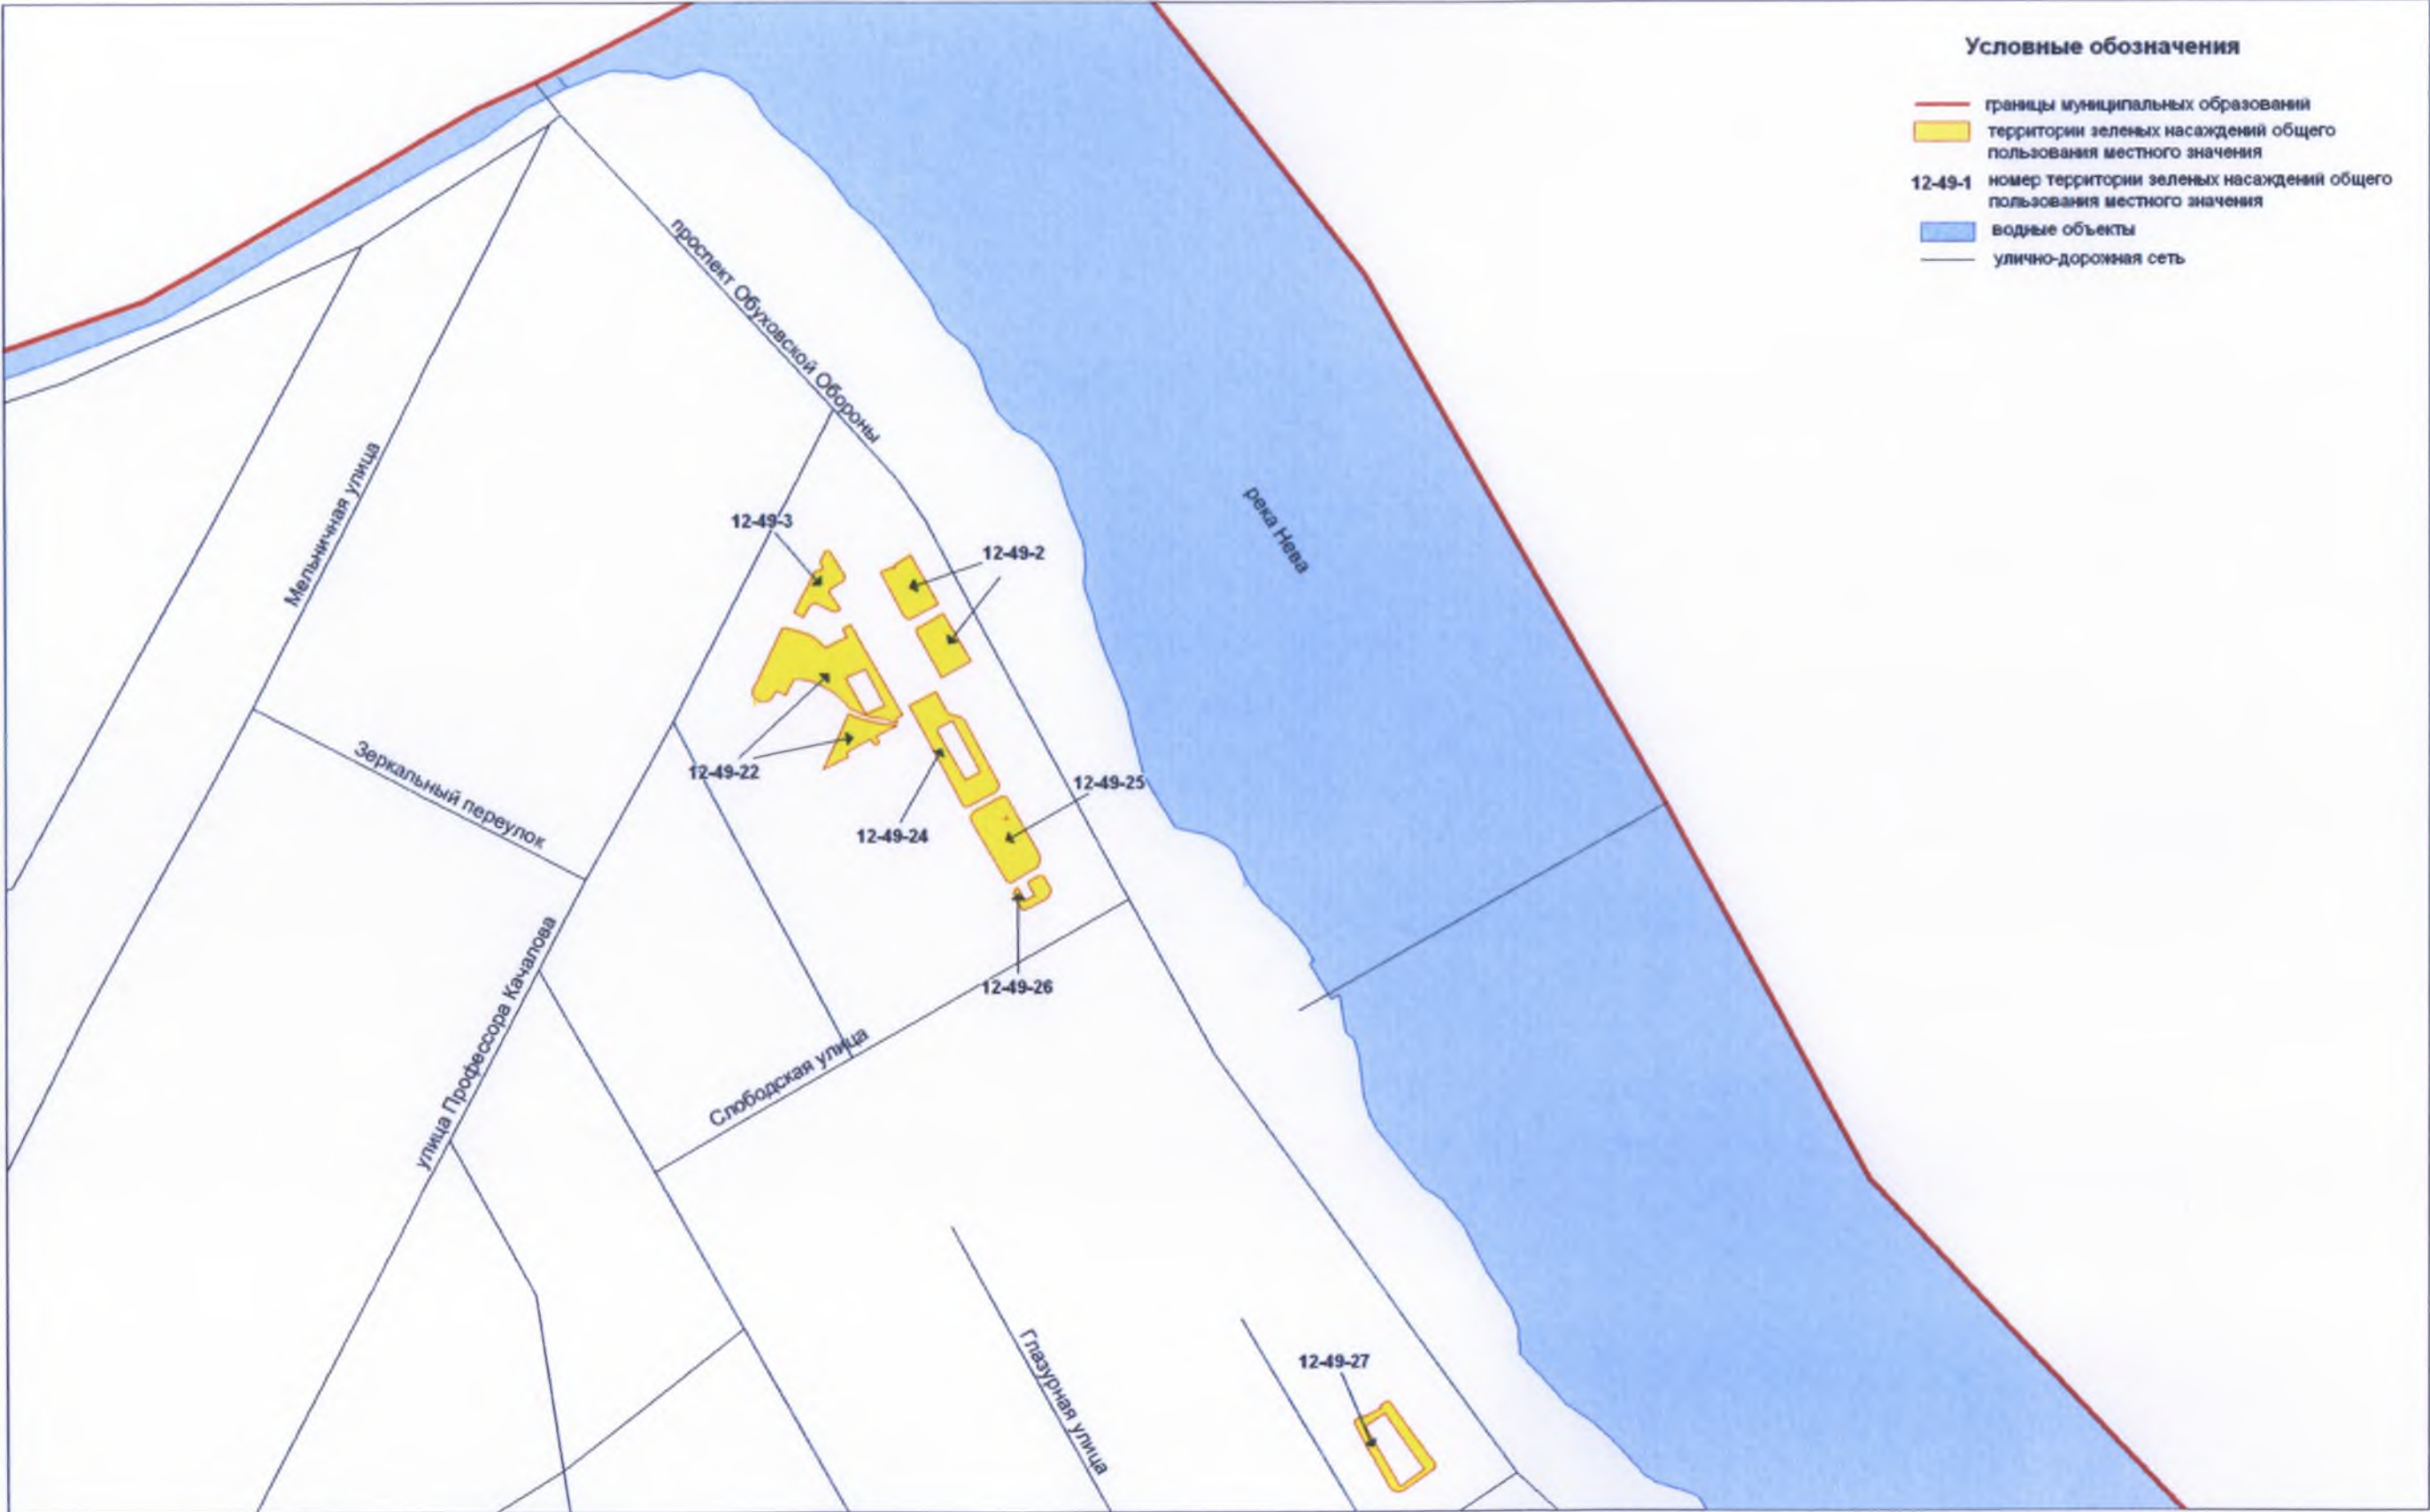 Условные обозначения
границы муниципальных образований
территории зеленых насаждений общего
пользования местного значения
12-49-1 номер территории зеленых насаждений общего
пользования местного значения
водные объекты
улично-дорожная сеть
проспект Обуховской Обороны
Мельничная улица
река Нева
12-49-3
12-49-2
12-49-22
12-49-25
12-49-24
Зеркальный переулок
12-49-26
улица Профессора Качалова
Слободская улица
Глазурная улица
12-49-27